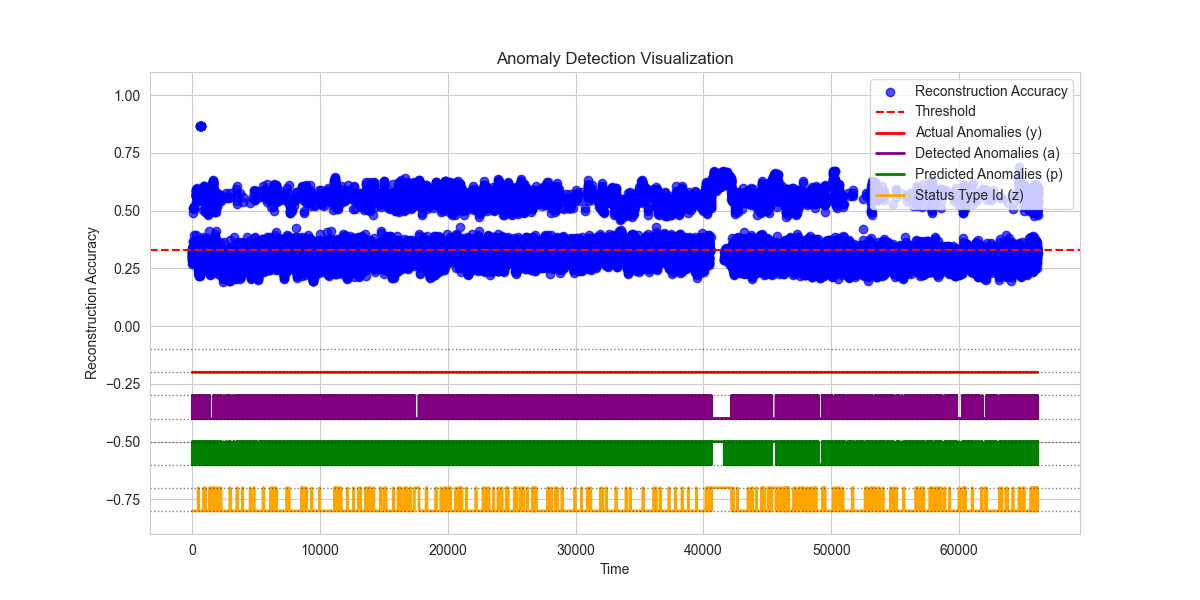 Anomaly Detection Visualization
Reconstruction Accuracy
1.00
0.75
0.50
0.25
0.00
−0.25
−0.50
−0.75
Reconstruction Accuracy
Threshold
Actual Anomalies (y)
Detected Anomalies (a)
Predicted Anomalies (p)
Status Type Id (z)
0
10000
20000
30000
40000
50000
60000
Time